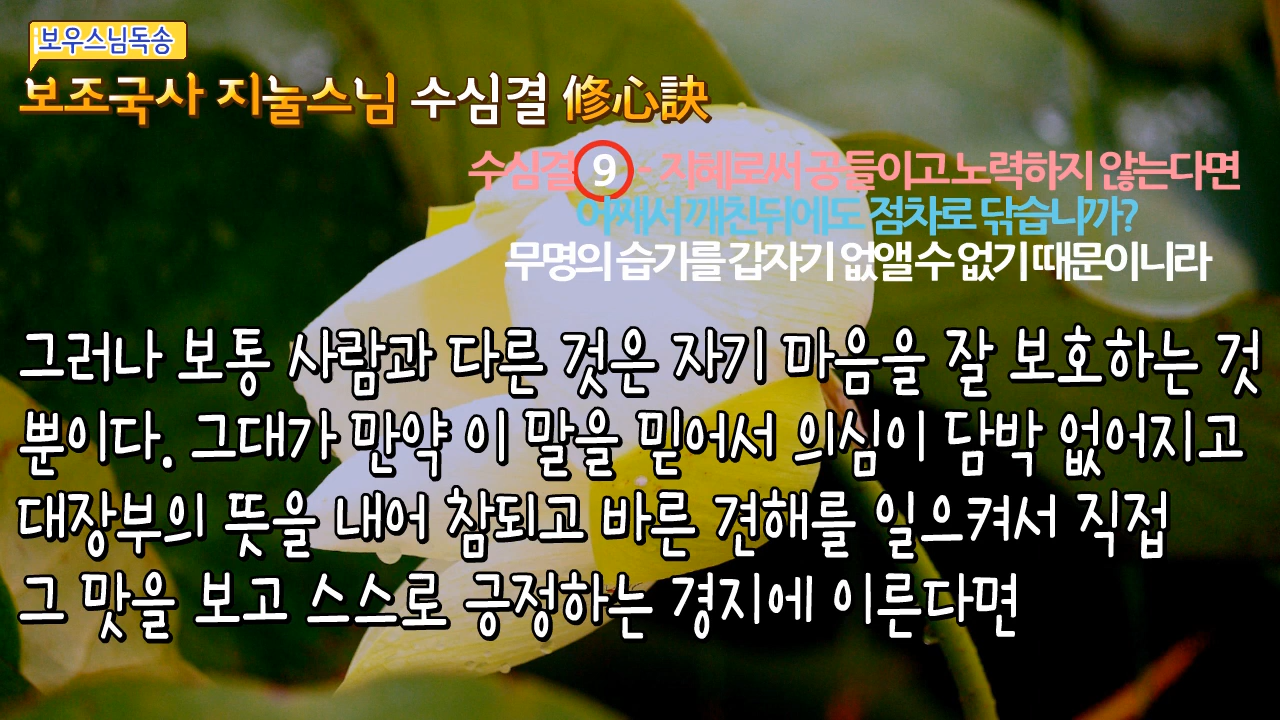 보우스님독송
보조국사 지눌스님 수심결 修心訣
수심결 9 - 지혜로써 공들이고 노력하지 않는다면
어째서 깨친뒤에도 점차로 닦습니까?
무명의 습기를 갑자기 없앨수 없기 때문이니라
그러나 보통 사람과 다른 것은 자기 마음을 잘 보호하는 것
뿐이다. 그대가 만약 이 말을 믿어서 의심이 담박 없어지고
대장부의 뜻을 내어 참되고 바른 견해를 일으켜서 직접
그 맛을 보고 스스로 긍정하는 경지에 이른다면